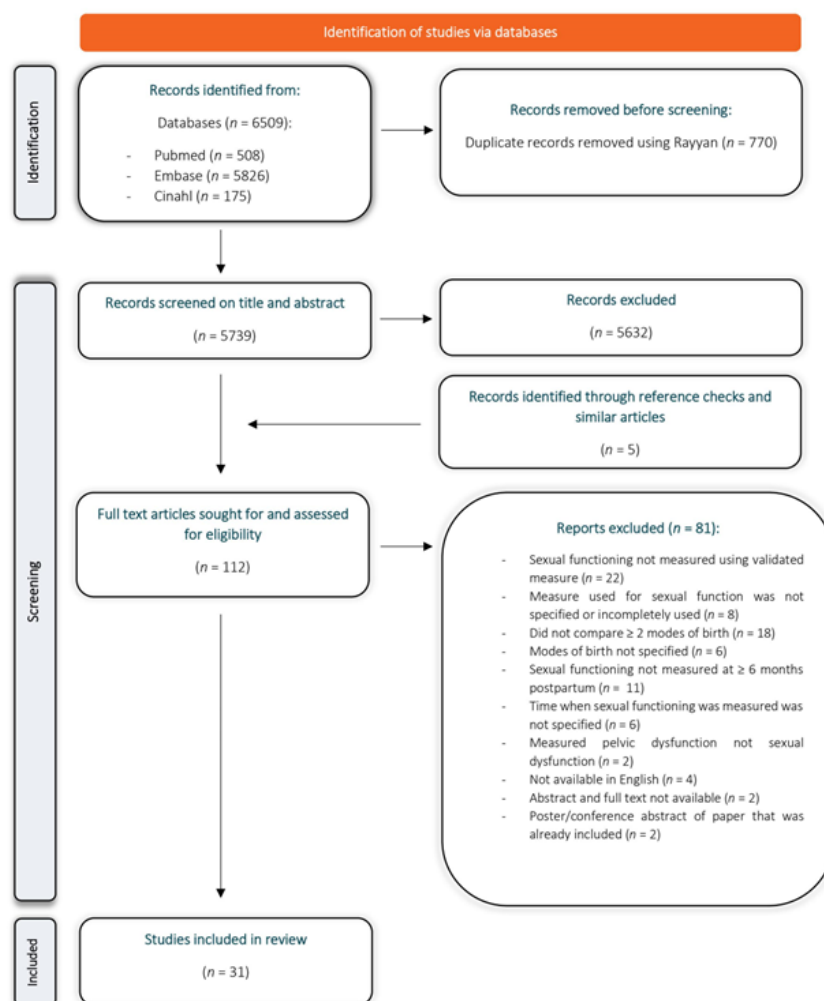 Identification of studies via databases
Identification
Records identified from:
Databases (n = 6509):
- Pubmed (n = 508)
- Embase (n = 5826)
- Cinahl (n = 175)
Records removed before screening:
Duplicate records removed using Rayyan (n = 770)
Screening
Records screened on title and abstract
(n = 5739)
Records excluded
(n = 5632)
Records identified through reference checks and
similar articles
(n = 5)
Full text articles sought for and assessed
for eligibility
(n = 112)
Reports excluded (n = 81):
- Sexual functioning not measured using validated
measure (n = 22)
- Measure used for sexual function was not
specified or incompletely used (n = 8)
- Did not compare ≥ 2 modes of birth (n = 18)
- Modes of birth not specified (n = 6)
- Sexual functioning not measured at ≥ 6 months
postpartum (n = 11)
- Time when sexual functioning was measured was
not specified (n = 6)
- Measured pelvic dysfunction not sexual
dysfunction (n = 2)
- Not available in English (n = 4)
- Abstract and full text not available (n = 2)
- Poster/conference abstract of paper that was
already included (n = 2)
Included
Studies included in review
(n = 31)